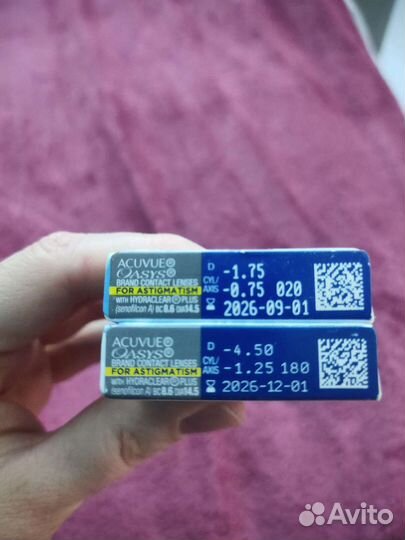 ACUVUE®
OASYS®
BRAND CONTACT LENSES
FOR ASTIGMATISM
WITH HYDRACLEAR® PLUS
(senofilcon A) BC 8.6 DIA 14.5
D -1.75
CYL/AXIS -0.75 020
2026-09-01
ACUVUE®
OASYS®
BRAND CONTACT LENSES
FOR ASTIGMATISM
WITH HYDRACLEAR® PLUS
(senofilcon A) BC 8.6 DIA 14.5
D -4.50
CYL/AXIS -1.25 180
2026-12-01
Avito